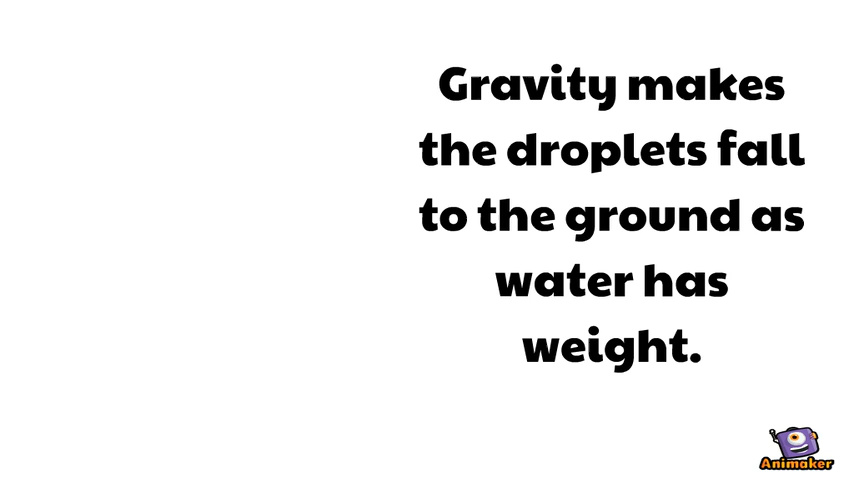 Gravity makes
the droplets fall
to the ground as
water has
weight.
Animaker